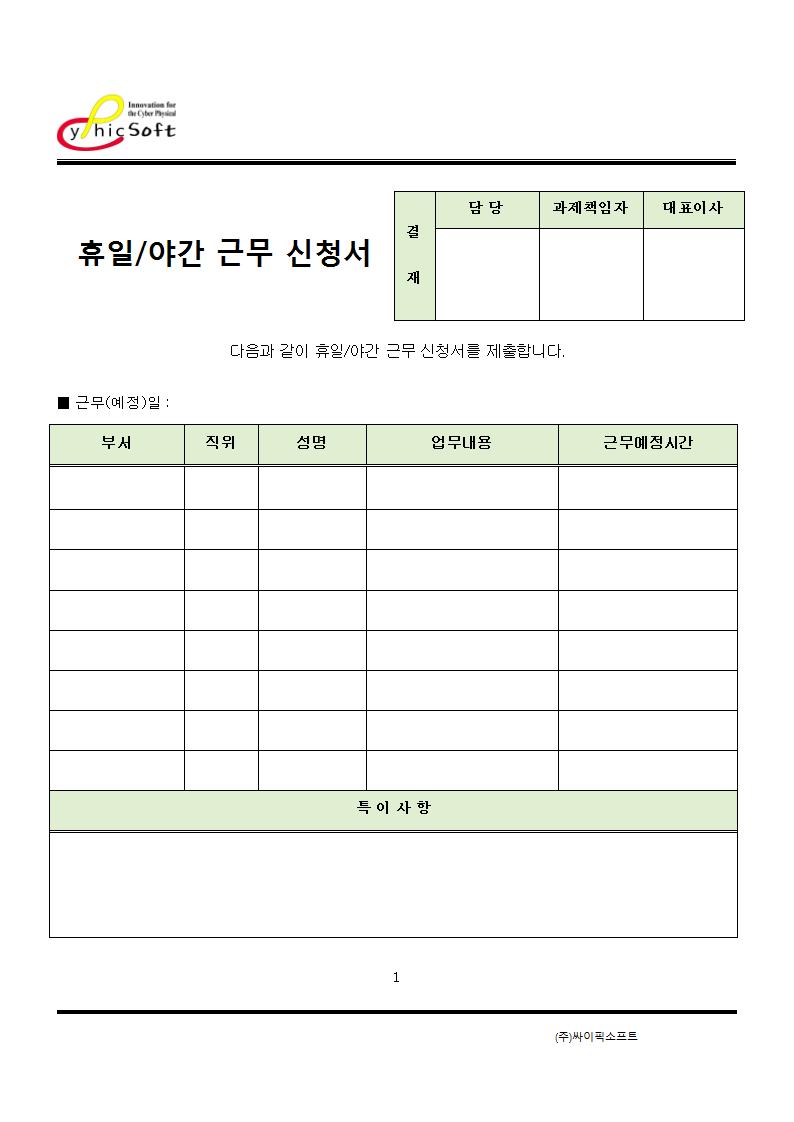 Innovation for
the Cyber Physical
CyPhicSoft
휴일/야간 근무 신청서
결
재
담 당 과제책임자 대표이사
다음과 같이 휴일/야간 근무 신청서를 제출합니다.
■ 근무(예정)일 :
부서 직위 성명 업무내용 근무예정시간
특 이 사 항
1
(주)싸이픽소프트